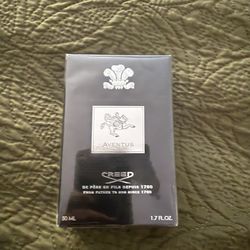 AVENTUS
CREED
DE PÈRE EN FILS DEPUIS 1760
FROM FATHER TO SON SINCE 1760
50 ML
1.7 FL.OZ.